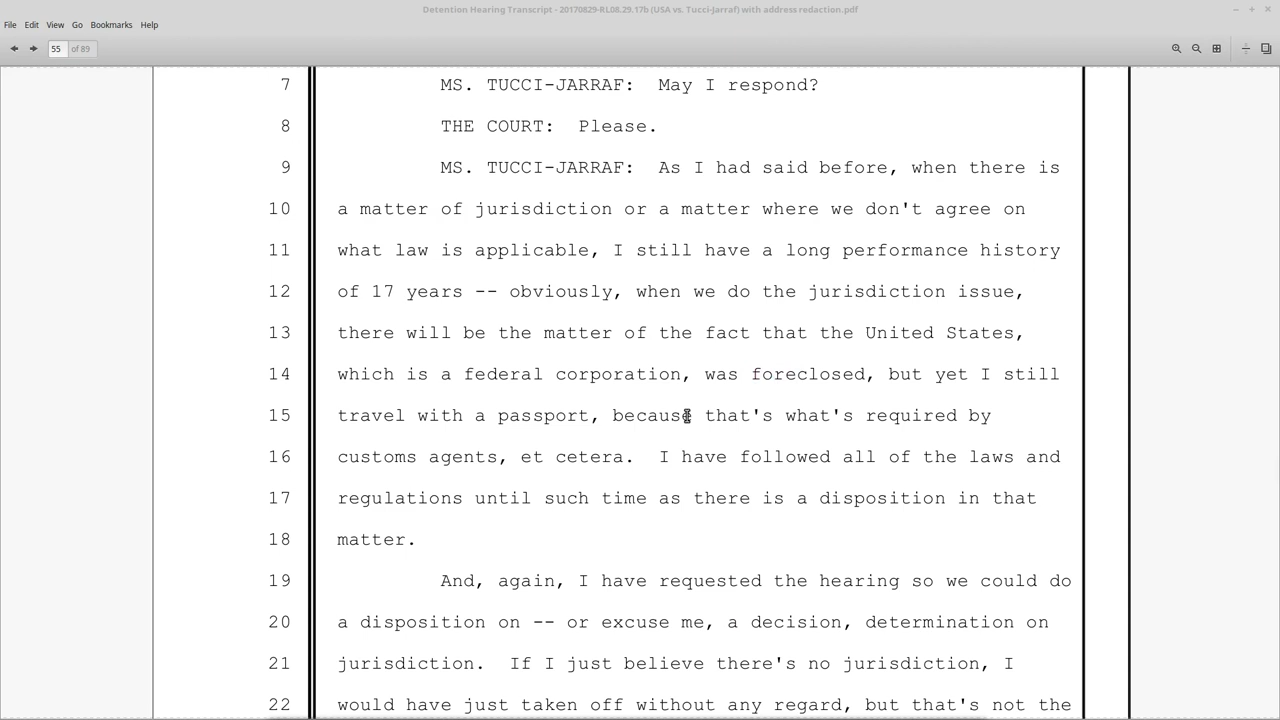 Detention Hearing Transcript - 20170829-RL08.29.17b (USA vs. Tucci-Jarraf) with address redaction.pdf
File Edit View Go Bookmarks Help
55 of 89
7 MS. TUCCI-JARRAF: May I respond?
8 THE COURT: Please.
9 MS. TUCCI-JARRAF: As I had said before, when there is
10 a matter of jurisdiction or a matter where we don't agree on
11 what law is applicable, I still have a long performance history
12 of 17 years -- obviously, when we do the jurisdiction issue,
13 there will be the matter of the fact that the United States,
14 which is a federal corporation, was foreclosed, but yet I still
15 travel with a passport, because that's what's required by
16 customs agents, et cetera. I have followed all of the laws and
17 regulations until such time as there is a disposition in that
18 matter.
19 And, again, I have requested the hearing so we could do
20 a disposition on -- or excuse me, a decision, determination on
21 jurisdiction. If I just believe there's no jurisdiction, I
22 would have just taken off without any regard, but that's not the